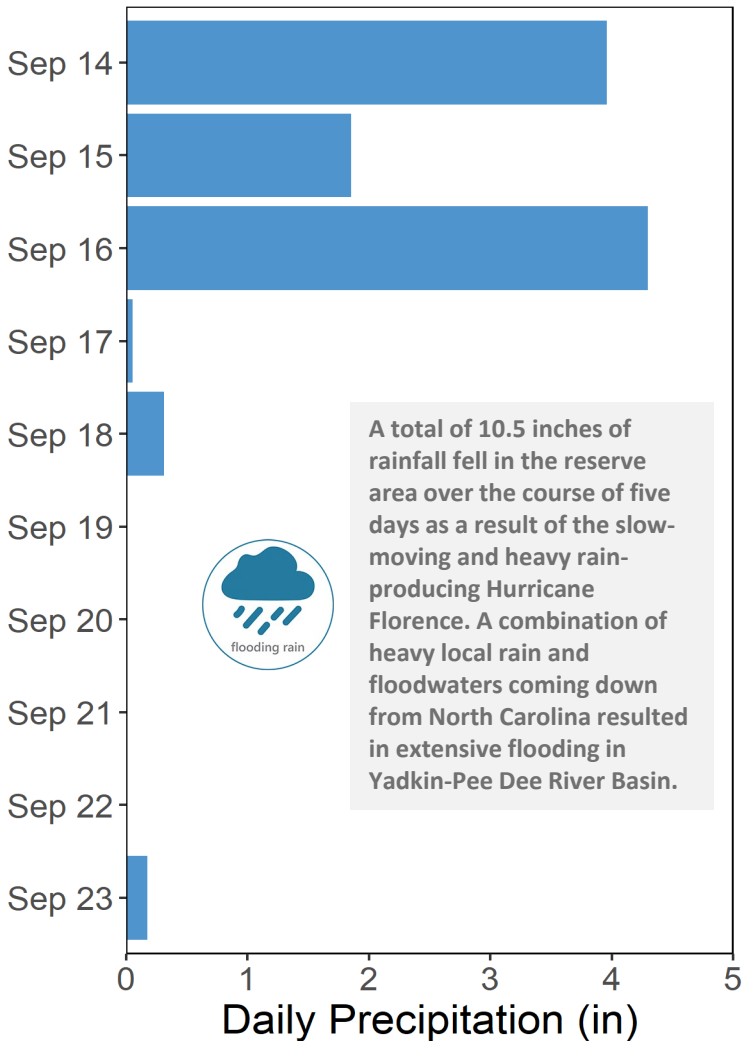 Sep 14
Sep 15
Sep 16
Sep 17
Sep 18
Sep 19
Sep 20
Sep 21
Sep 22
Sep 23
A total of 10.5 inches of
rainfall fell in the reserve
area over the course of five
days as a result of the slow-
moving and heavy rain-
producing Hurricane
Florence. A combination of
heavy local rain and
floodwaters coming down
from North Carolina resulted
in extensive flooding in
Yadkin-Pee Dee River Basin.
flooding rain
0 1 2 3 4 5
Daily Precipitation (in)